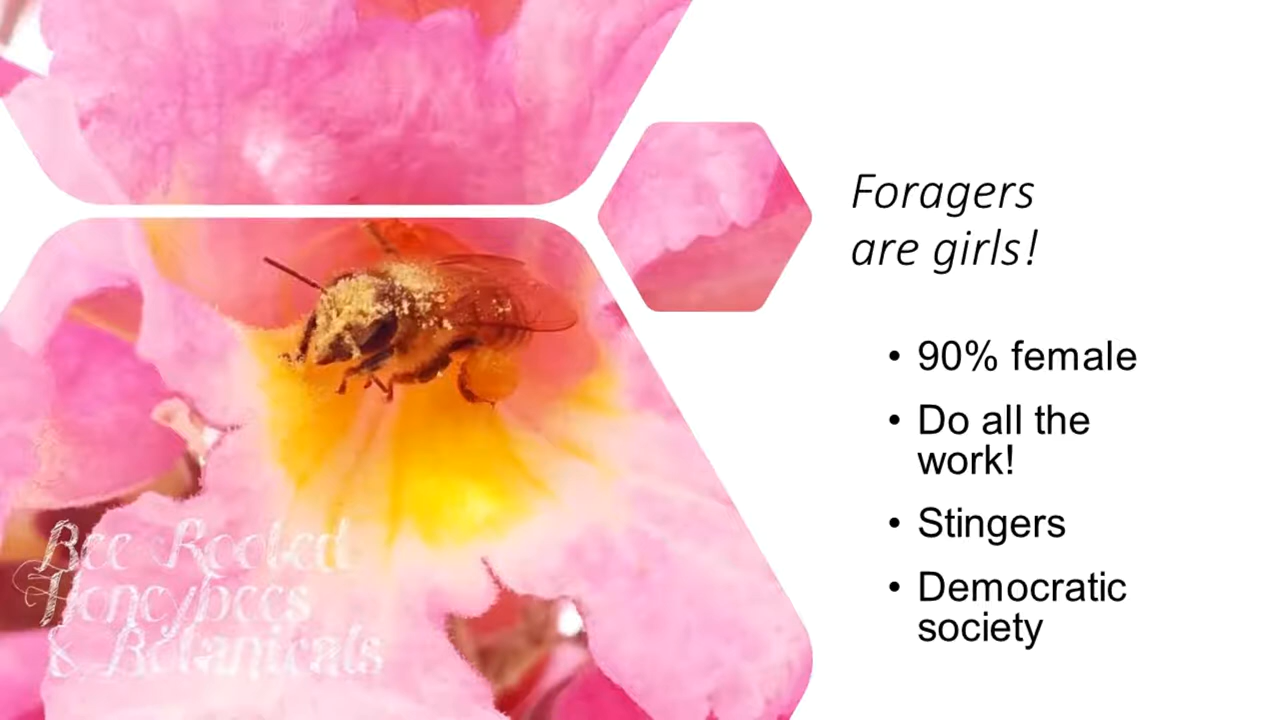 Foragers
are girls!
• 90% female
• Do all the
work!
• Stingers
• Democratic
society
Bee Rooted
Honeybees
& Botanicals